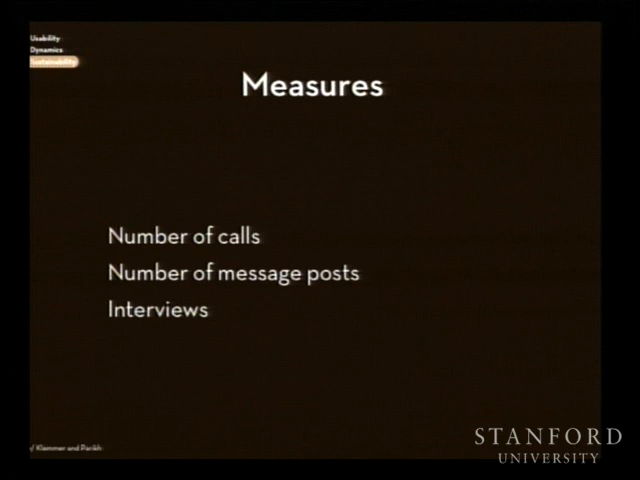 Usability
Dynamics
Sustainability
Measures
Number of calls
Number of message posts
Interviews
w/ Klemmer and Parikh
STANFORD
UNIVERSITY